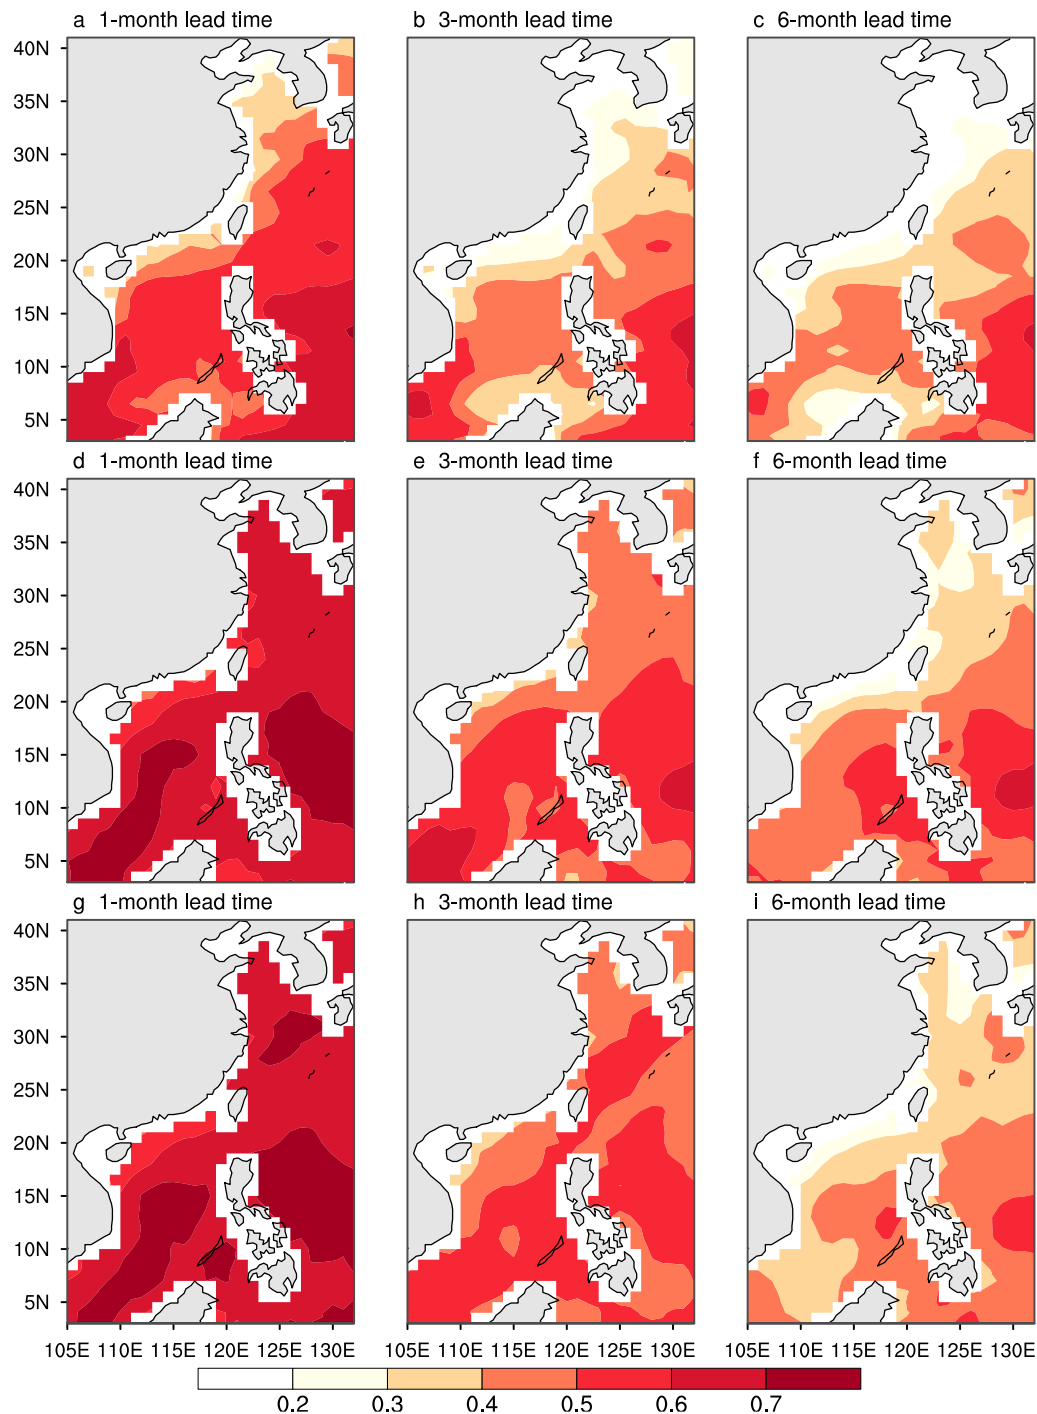 a 1-month lead time
b 3-month lead time
c 6-month lead time
40N
35N
30N
25N
20N
15N
10N
5N
d 1-month lead time
e 3-month lead time
f 6-month lead time
40N
35N
30N
25N
20N
15N
10N
5N
g 1-month lead time
h 3-month lead time
i 6-month lead time
40N
35N
30N
25N
20N
15N
10N
5N
105E 110E 115E 120E 125E 130E
105E 110E 115E 120E 125E 130E
105E 110E 115E 120E 125E 130E
0.2 0.3 0.4 0.5 0.6 0.7